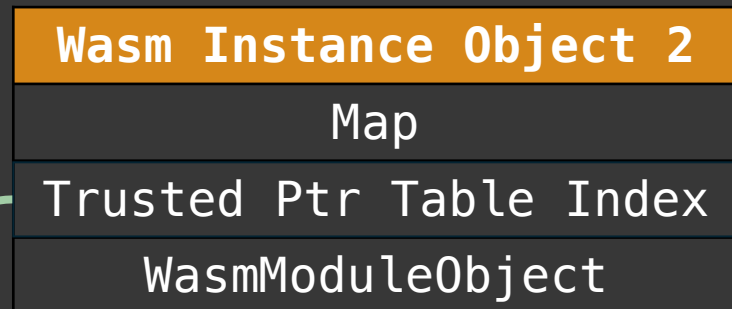 Wasm Instance Object 2
Map
Trusted Ptr Table Index
WasmModuleObject